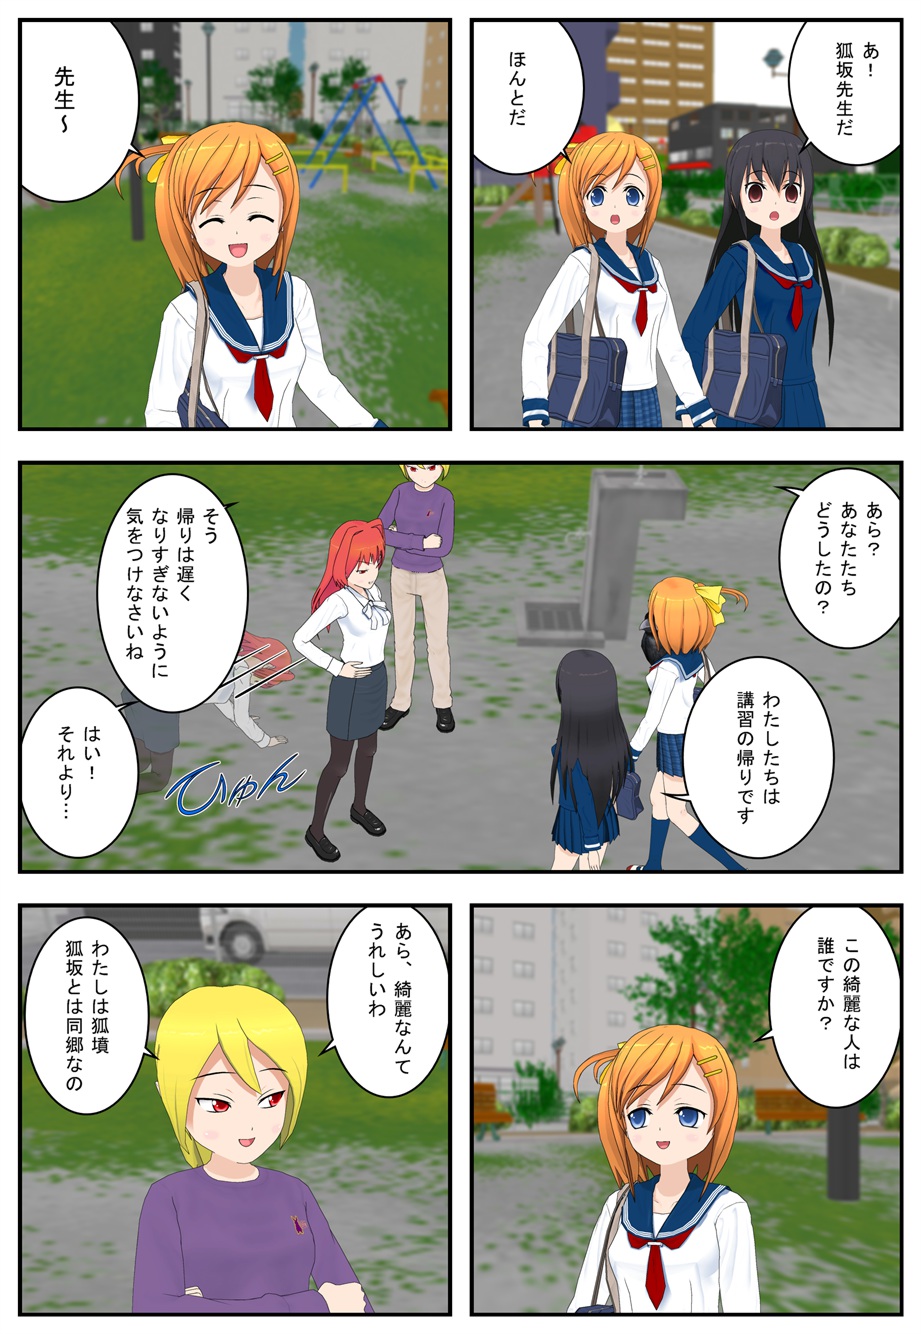 あ！
狐坂先生だ
ほんとだ
先生～
あら？
あなたたち
どうしたの？
わたしたちは
講習の帰りです
そう
帰りは遅く
なりすぎないように
気をつけなさいね
はい！
それより…
ひゅん
この綺麗な人は
誰ですか？
あら、綺麗なんて
うれしいわ
わたしは狐墳
狐坂とは同郷なの